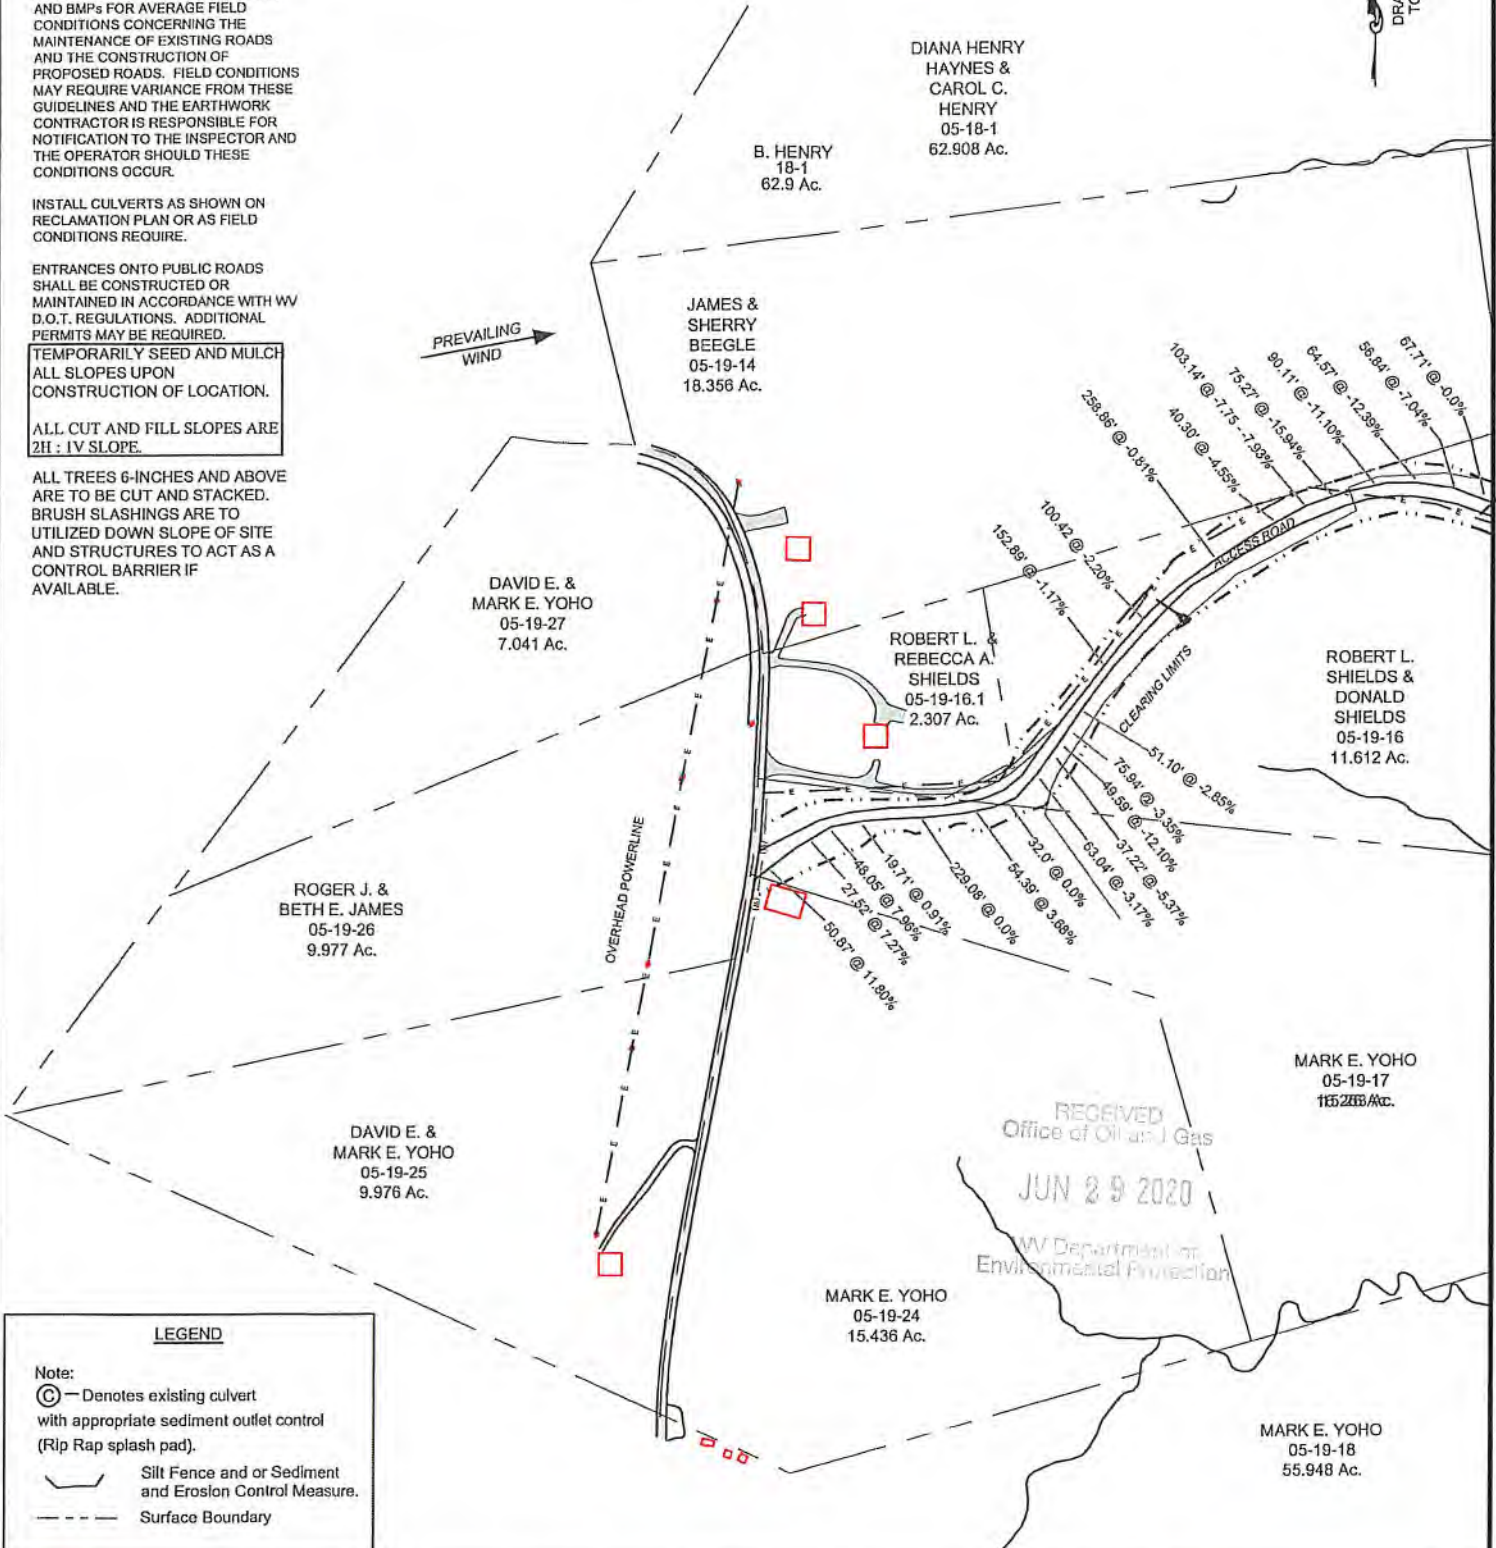 AND BMPs FOR AVERAGE FIELD
CONDITIONS CONCERNING THE
MAINTENANCE OF EXISTING ROADS
AND THE CONSTRUCTION OF
PROPOSED ROADS. FIELD CONDITIONS
MAY REQUIRE VARIANCE FROM THESE
GUIDELINES AND THE EARTHWORK
CONTRACTOR IS RESPONSIBLE FOR
NOTIFICATION TO THE INSPECTOR AND
THE OPERATOR SHOULD THESE
CONDITIONS OCCUR.
INSTALL CULVERTS AS SHOWN ON
RECLAMATION PLAN OR AS FIELD
CONDITIONS REQUIRE.
ENTRANCES ONTO PUBLIC ROADS
SHALL BE CONSTRUCTED OR
MAINTAINED IN ACCORDANCE WITH WV
D.O.T. REGULATIONS. ADDITIONAL
PERMITS MAY BE REQUIRED.
TEMPORARILY SEED AND MULCH
ALL SLOPES UPON
CONSTRUCTION OF LOCATION.
ALL CUT AND FILL SLOPES ARE
2H : 1V SLOPE.
ALL TREES 6-INCHES AND ABOVE
ARE TO BE CUT AND STACKED.
BRUSH SLASHINGS ARE TO
UTILIZED DOWN SLOPE OF SITE
AND STRUCTURES TO ACT AS A
CONTROL BARRIER IF
AVAILABLE.
DIANA HENRY
HAYNES &
CAROL C.
HENRY
05-18-1
62.908 Ac.
B. HENRY
18-1
62.9 Ac.
PREVAILING
WIND
JAMES &
SHERRY
BEEGLE
05-19-14
18.356 Ac.
DAVID E. &
MARK E. YOHO
05-19-27
7.041 Ac.
ROBERT L. &
REBECCA A.
SHIELDS
05-19-16.1
2.307 Ac.
ROBERT L.
SHIELDS &
DONALD
SHIELDS
05-19-16
11.612 Ac.
152.89' @ -1.17%
100.42 @ -2.20%
258.86' @ -0.81%
40.30' @ -4.55%
103.14' @ -7.75 - -7.93%
75.27' @ -15.94%
90.11' @ -11.10%
64.57' @ -12.39%
56.84' @ -7.04%
67.71' @ -0.0%
ACCESS ROAD
CLEARING LIMITS
51.10' @ -2.85%
75.94' @ -3.35%
49.59' @ -12.10%
37.22' @ -5.37%
63.04' @ -3.17%
32.0' @ 0.0%
54.39' @ 3.68%
229.08' @ 0.0%
19.71' @ 0.91%
48.05' @ 7.96%
27.52' @ 7.27%
50.87' @ 11.80%
OVERHEAD POWERLINE
ROGER J. &
BETH E. JAMES
05-19-26
9.977 Ac.
DAVID E. &
MARK E. YOHO
05-19-25
9.976 Ac.
MARK E. YOHO
05-19-17
RECEIVED
Office of Oil and Gas
JUN 29 2020
WV Department of
Environmental Protection
MARK E. YOHO
05-19-24
15.436 Ac.
MARK E. YOHO
05-19-18
55.948 Ac.
LEGEND
Note:
C — Denotes existing culvert
with appropriate sediment outlet control
(Rip Rap splash pad).
Silt Fence and or Sediment
and Erosion Control Measure.
Surface Boundary